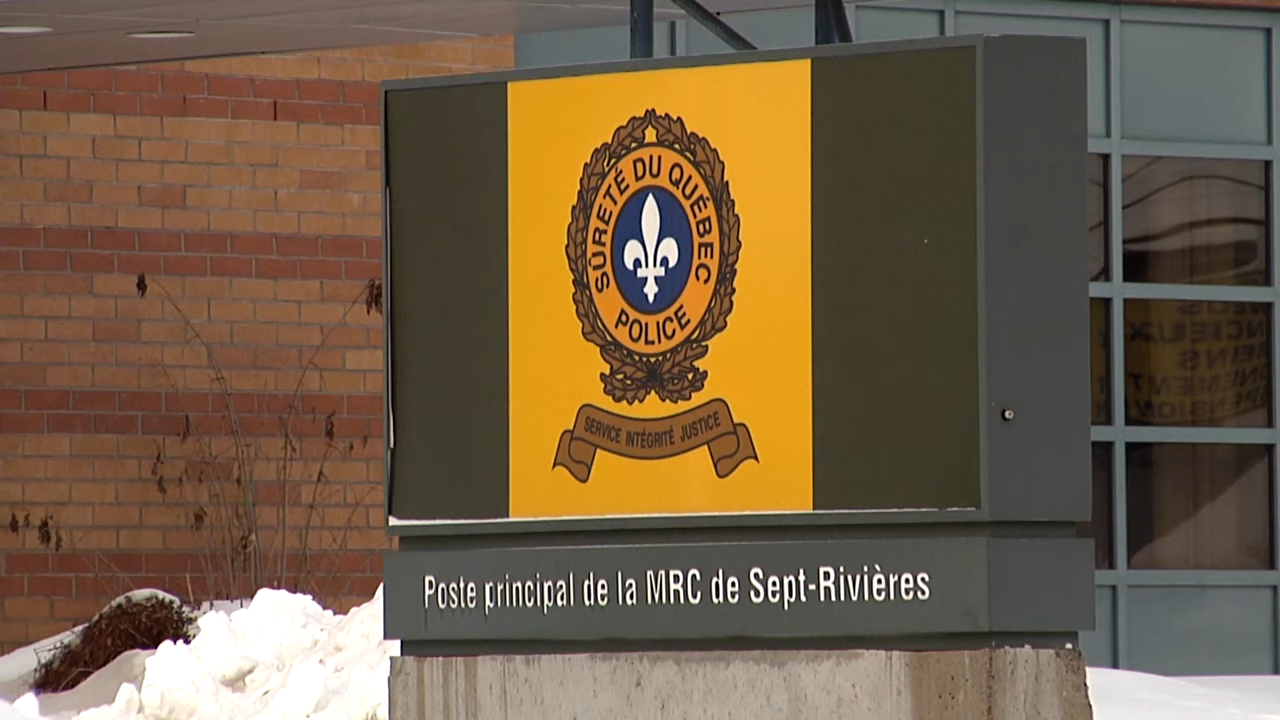 SÛRETÉ DU QUÉBEC
POLICE
SERVICE INTÉGRITÉ JUSTICE
Poste principal de la MRC de Sept-Rivières